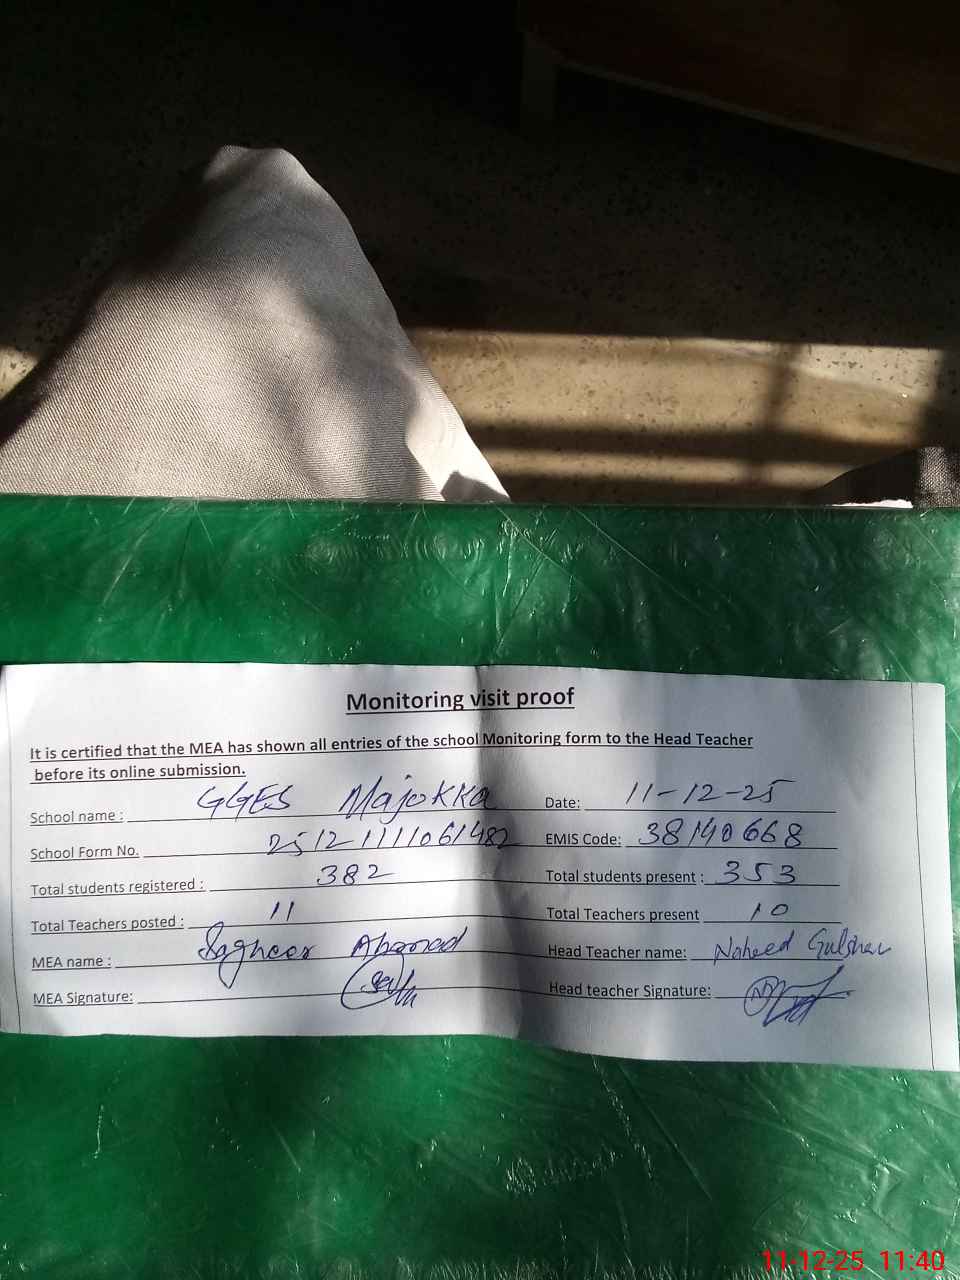 Monitoring visit proof
It is certified that the MEA has shown all entries of the school Monitoring form to the Head Teacher
before its online submission.
School name : GGES Majokka Date: 11-12-25
School Form No. 25121111061482 EMIS Code: 38140668
Total students registered : 382 Total students present : 353
Total Teachers posted : 11 Total Teachers present 10
MEA name : Sagheer Ahmad Head Teacher name: Naheed Gulshan
MEA Signature: Head teacher Signature:
11-12-25 11:40